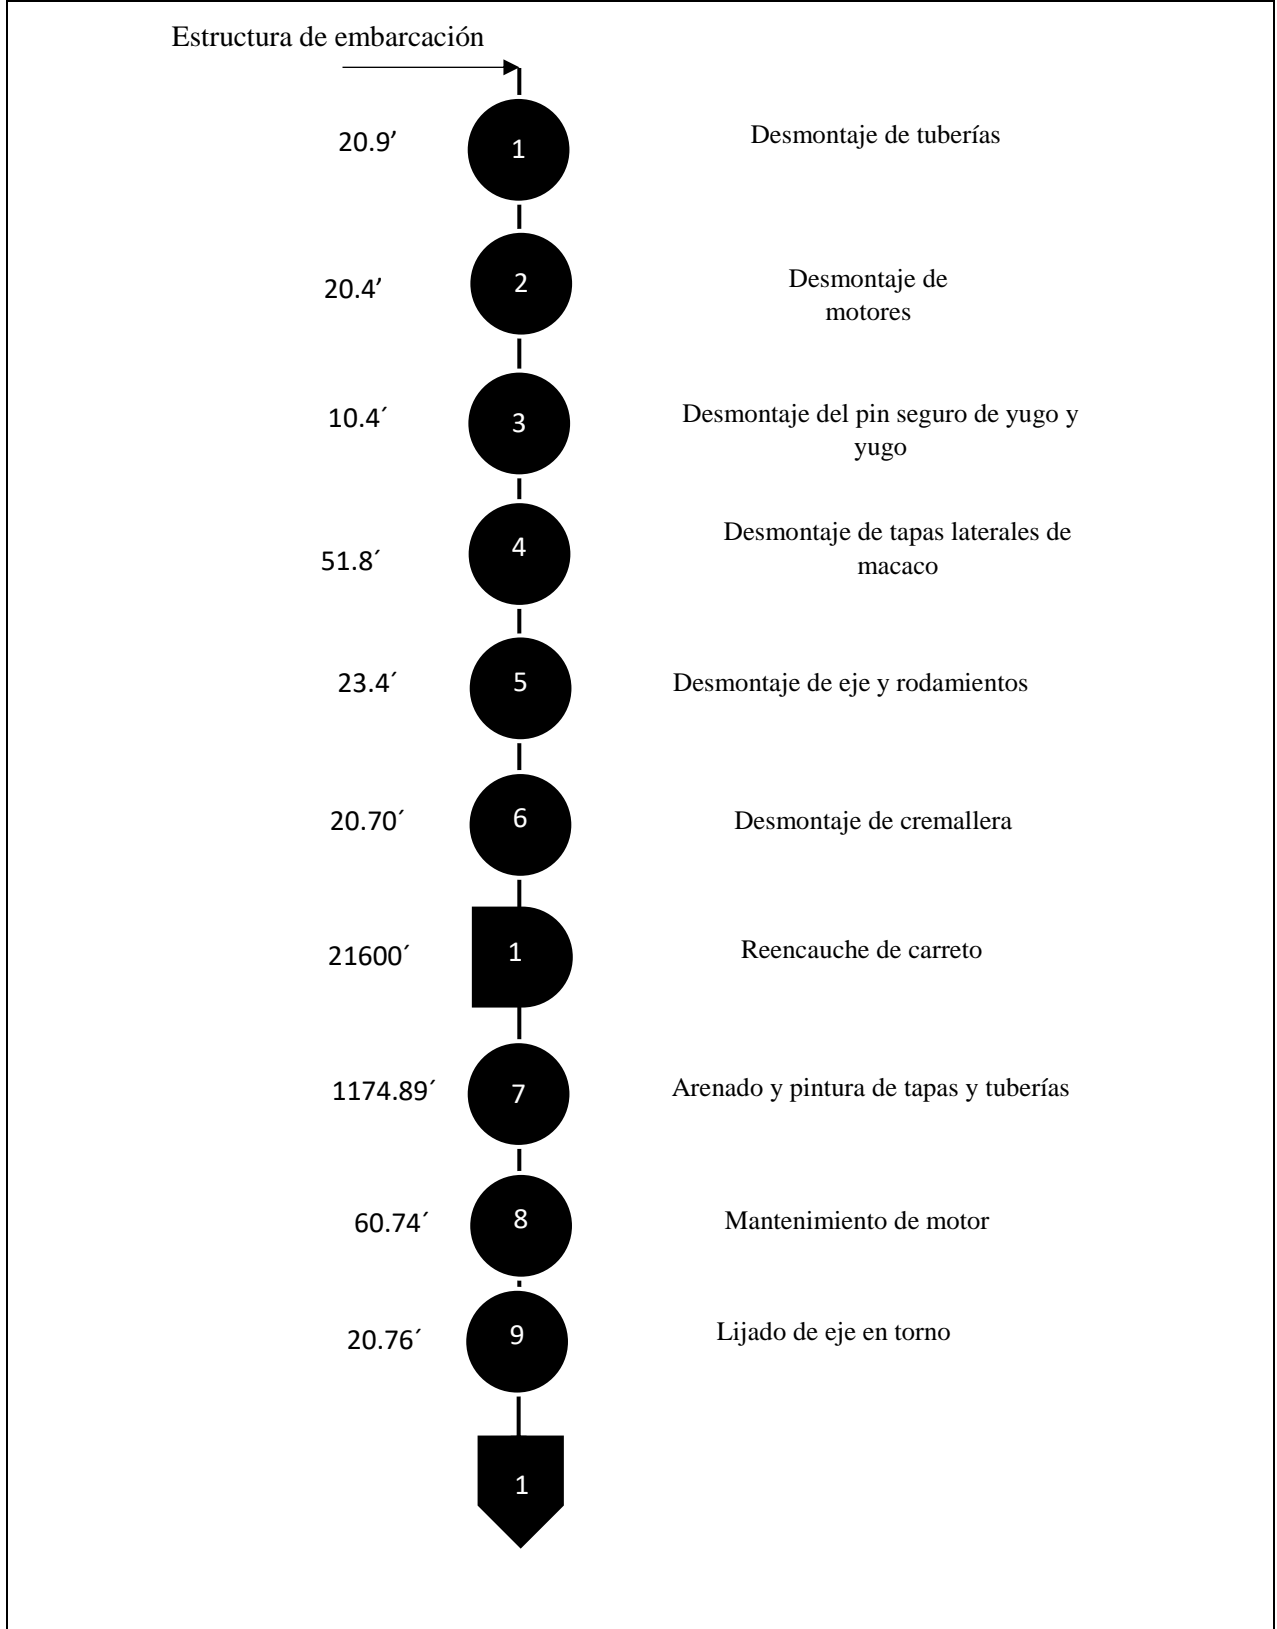 Estructura de embarcación
20.9’
1
Desmontaje de tuberías
20.4’
2
Desmontaje de
motores
10.4´
3
Desmontaje del pin seguro de yugo y
yugo
51.8´
4
Desmontaje de tapas laterales de
macaco
23.4´
5
Desmontaje de eje y rodamientos
20.70´
6
Desmontaje de cremallera
21600´
1
Reencauche de carreto
1174.89´
7
Arenado y pintura de tapas y tuberías
60.74´
8
Mantenimiento de motor
20.76´
9
Lijado de eje en torno
1